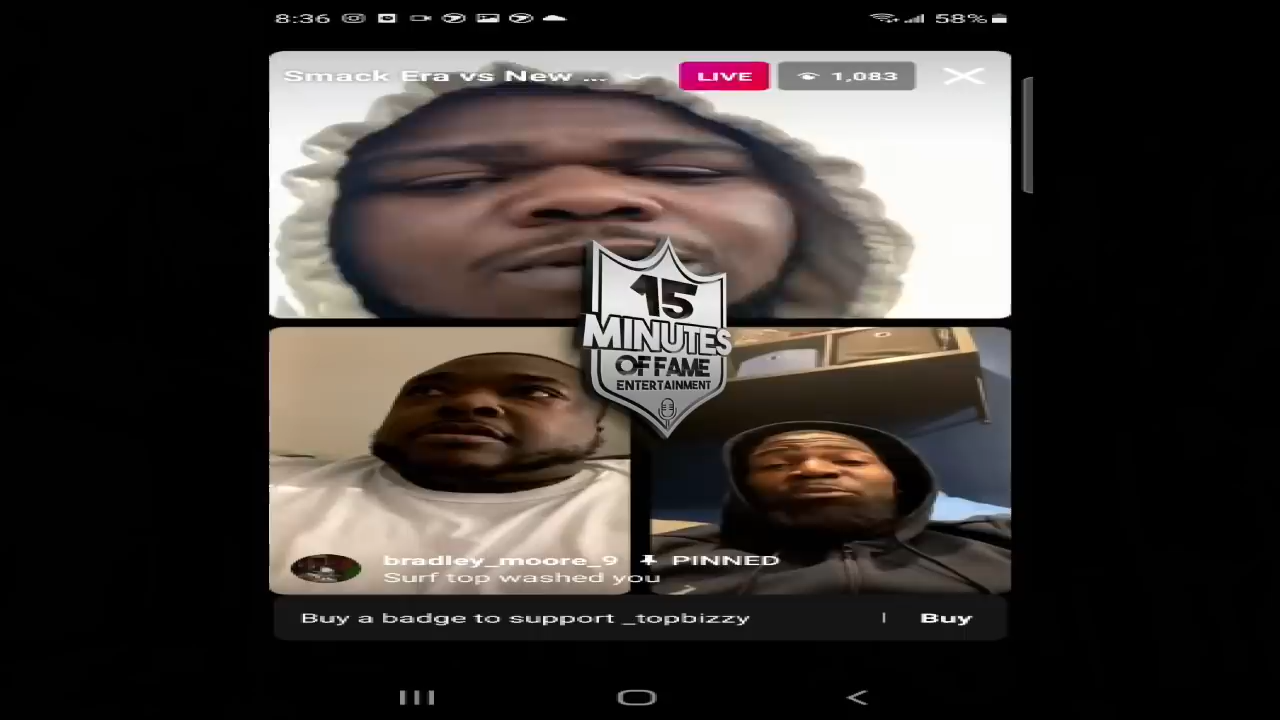 8:36
58%
Smack Era vs New ...
LIVE
1,083
15
MINUTES
OF FAME
ENTERTAINMENT
bradley_moore_9 PINNED
Surf top washed you
Buy a badge to support _topbizzy | Buy